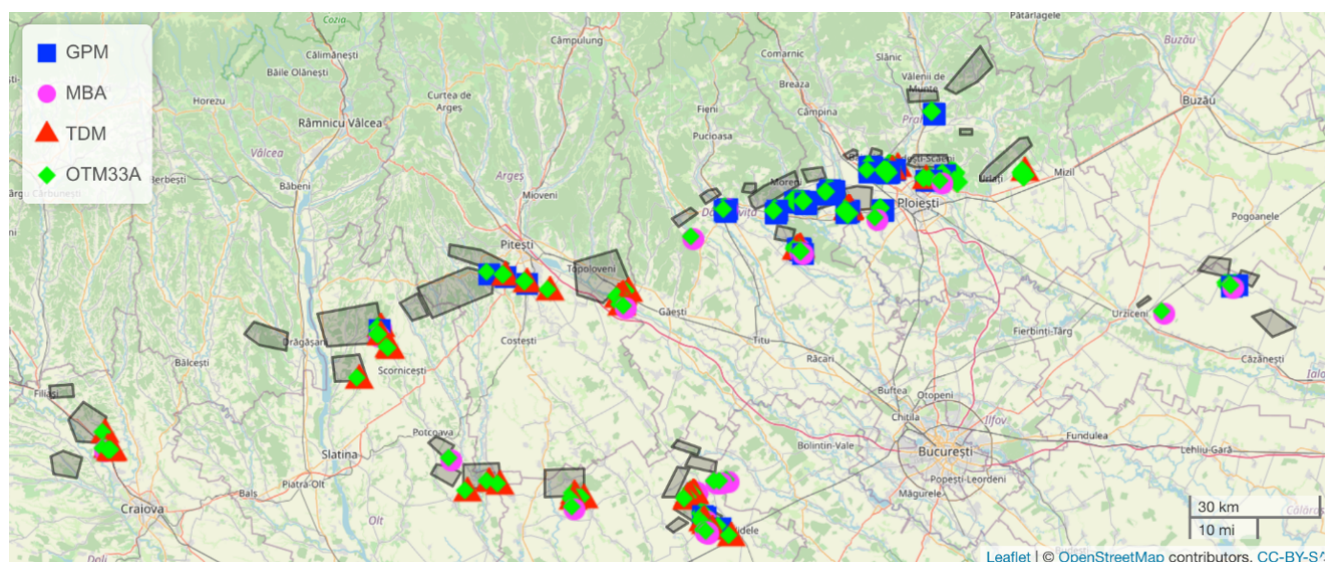 GPM
MBA
TDM
OTM33A
Pătârlagele
Cozia
Câmpulung
Comarnic
Slănic
Buzău
Călimănești
Băile Olănești
Breaza
Vălenii de
Munte
Horezu
Curtea de
Argeș
Fieni
Câmpina
Buzău
Râmnicu Vâlcea
Pucioasa
Vâlcea
Argeș
Urlați
Mizil
Berbești
Băbeni
Mioveni
Moreni
Ploiești
Pogoanele
Pitești
Topoloveni
Găești
Urziceni
Fierbinți-Târg
Drăgășani
Costești
Titu
Bălcești
Răcari
Căzănești
Scornicești
Buftea
Otopeni
Filiași
Chitila
Ilfov
Potcoava
Fundulea
Slatina
Bolintin-Vale
București
Lehliu-Gară
Piatra-Olt
Popești-Leordeni
Balș
Măgurele
Craiova
Olt
30 km
10 mi
Leaflet | © OpenStreetMap contributors, CC-BY-SA